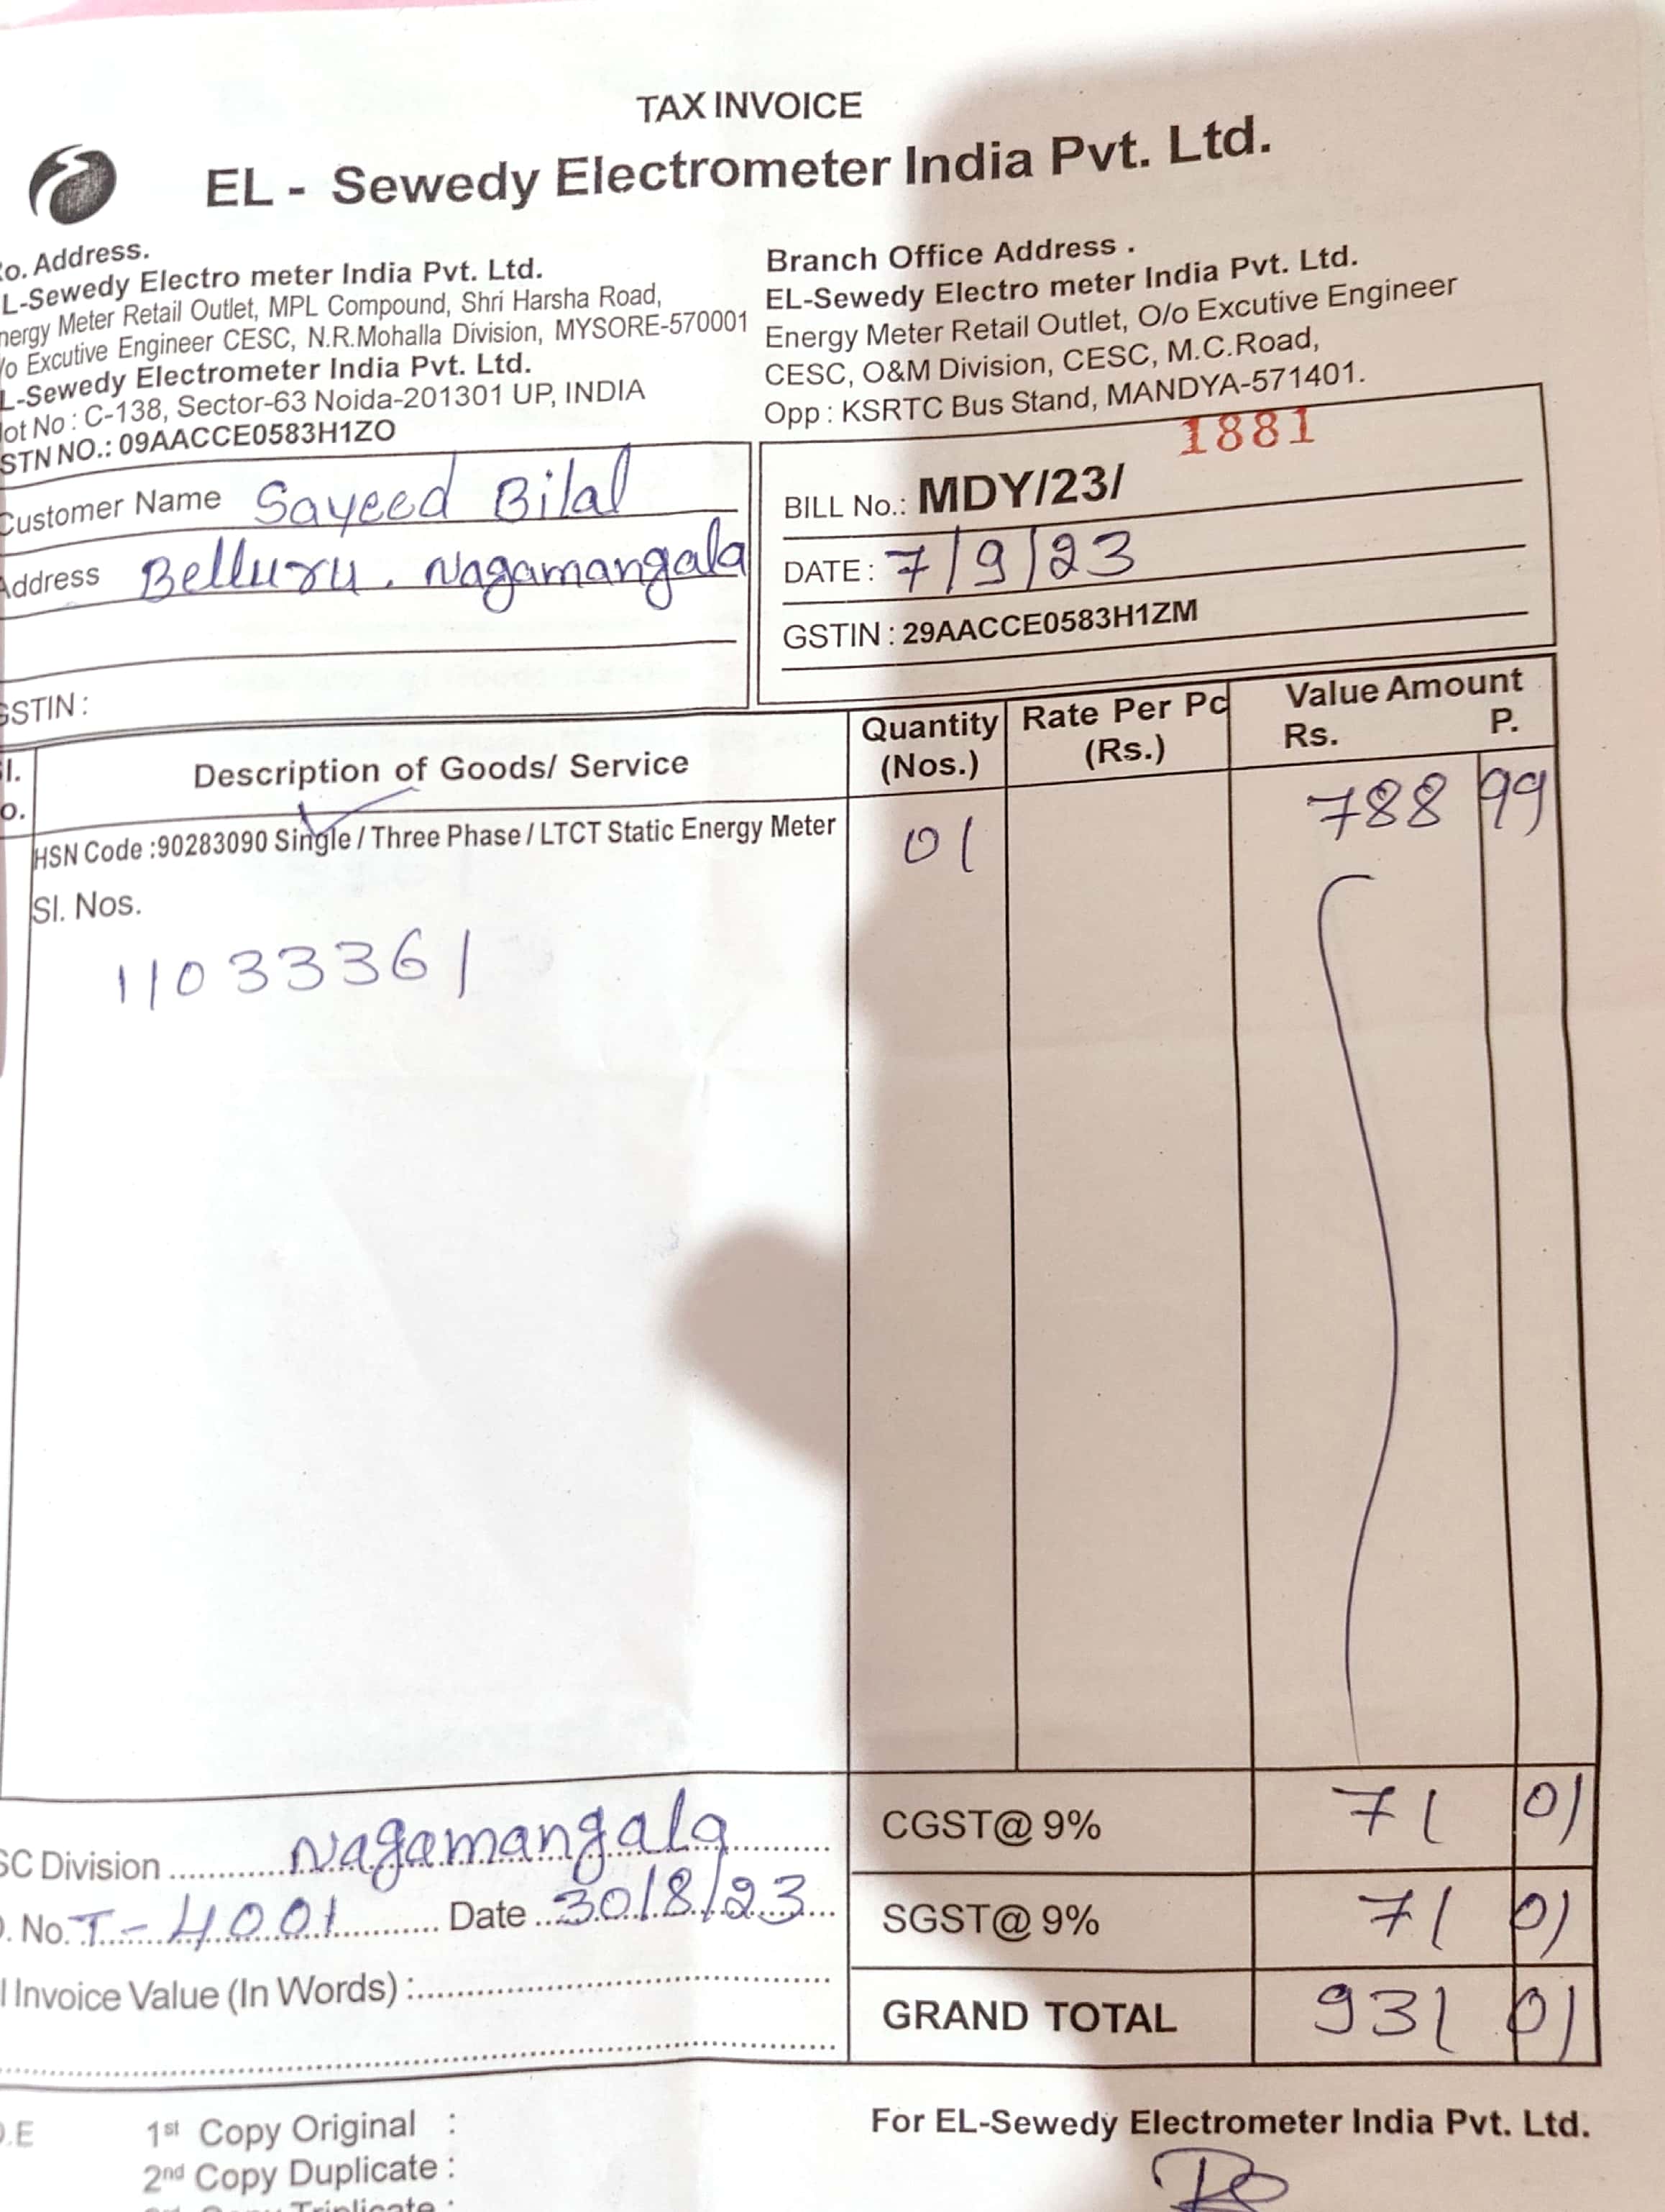 TAX INVOICE
EL - Sewedy Electrometer India Pvt. Ltd.
o. Address.
L-Sewedy Electro meter India Pvt. Ltd.
nergy Meter Retail Outlet, MPL Compound, Shri Harsha Road,
/o Excutive Engineer CESC, N.R.Mohalla Division, MYSORE-570001
L-Sewedy Electrometer India Pvt. Ltd.
lot No : C-138, Sector-63 Noida-201301 UP, INDIA
STN NO.: 09AACCE0583H1ZO
Branch Office Address .
EL-Sewedy Electro meter India Pvt. Ltd.
Energy Meter Retail Outlet, O/o Excutive Engineer
CESC, O&M Division, CESC, M.C.Road,
Opp : KSRTC Bus Stand, MANDYA-571401.
Customer Name Sayeed Bilal
Address Belluru. Nagamangala
GSTIN :
1881
BILL No.: MDY/23/
DATE : 7/9/23
GSTIN : 29AACCE0583H1ZM
l. o. Description of Goods/ Service Quantity (Nos.) Rate Per Pc (Rs.) Value Amount Rs. P.
HSN Code :90283090 Single / Three Phase / LTCT Static Energy Meter 01 788 99
Sl. Nos.
11033361
SC Division Nagamangala CGST@ 9% 71 01
. No. T-4001 Date 30/8/23 SGST@ 9% 71 01
l Invoice Value (In Words) : GRAND TOTAL 931 01
.E 1st Copy Original :
2nd Copy Duplicate :
For EL-Sewedy Electrometer India Pvt. Ltd.